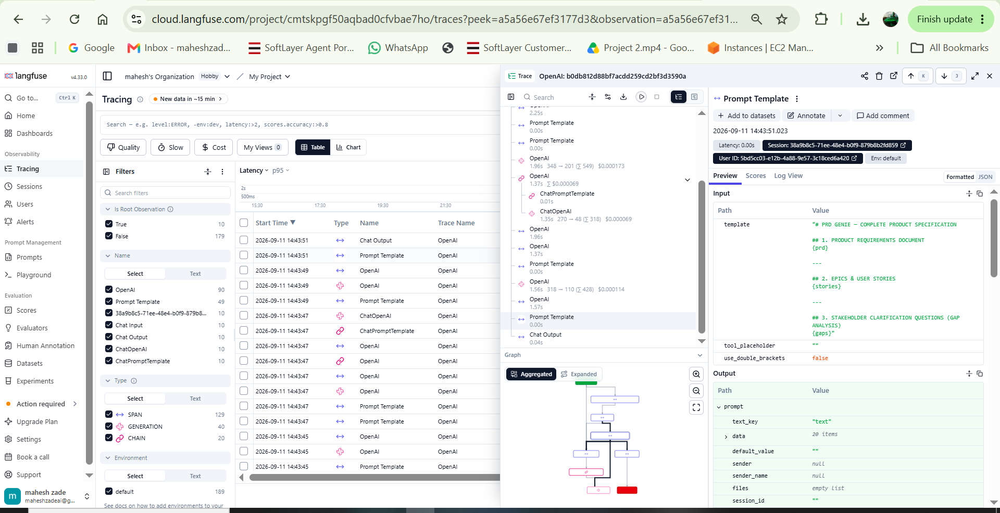 cloud.langfuse.com/project/cmtskpgf50aqbad0cfvbae7ho/traces?peek=a5a56e67ef3177d3&observation=a5a56e67ef31...
Finish update
Google
Inbox - maheshzad...
SoftLayer Agent Por...
WhatsApp
SoftLayer Customer...
Project 2.mp4 - Goo...
Instances | EC2 Man...
All Bookmarks
langfuse
v4.33.0
Go to...
Ctrl K
Home
Dashboards
Observability
Tracing
Sessions
Users
Alerts
Prompt Management
Prompts
Playground
Evaluation
Scores
Evaluators
Human Annotation
Datasets
Experiments
Action required
Upgrade Plan
Settings
Book a call
Support
m
mahesh zade
maheshzadeai@g...
mahesh's Organization Hobby / My Project
Tracing
New data in ~15 min
Search — e.g. level:ERROR, -env:dev, latency:>2, scores.accuracy:>0.8
Quality
Slow
Cost
My Views 0
Table
Chart
Filters
Search filters
Is Root Observation
True 10
False 179
Name
Select Text
OpenAI 90
Prompt Template 49
38a9b8c5-71ee-48e4-b0f9-879b8... 10
Chat Input 10
Chat Output 10
ChatOpenAI 10
ChatPromptTemplate 10
Type
Select Text
SPAN 129
GENERATION 40
CHAIN 20
Environment
Select Text
default 189
See docs on how to add environments to your
Latency p95
2s
500ms
15:30 17:30 19:30 21:30
Start Time Type Name Trace Name
2026-09-11 14:43:51 Chat Output OpenAI
2026-09-11 14:43:51 Prompt Template OpenAI
2026-09-11 14:43:49 OpenAI OpenAI
2026-09-11 14:43:49 OpenAI OpenAI
2026-09-11 14:43:49 Prompt Template OpenAI
2026-09-11 14:43:47 ChatOpenAI OpenAI
2026-09-11 14:43:47 ChatPromptTemplate OpenAI
2026-09-11 14:43:47 OpenAI OpenAI
2026-09-11 14:43:47 OpenAI OpenAI
2026-09-11 14:43:47 OpenAI OpenAI
2026-09-11 14:43:47 OpenAI OpenAI
2026-09-11 14:43:47 Prompt Template OpenAI
2026-09-11 14:43:47 Prompt Template OpenAI
2026-09-11 14:43:45 OpenAI OpenAI
2026-09-11 14:43:45 OpenAI OpenAI
2026-09-11 14:43:45 Prompt Template OpenAI
Trace
OpenAI: b0db812d88bf7acdd259cd2bf3d3590a
K
J
Search
OpenAI
2.25s
Prompt Template
0.00s
Prompt Template
0.00s
OpenAI
1.96s 348 → 201 (∑ 549) $0.000173
OpenAI
1.37s ∑ $0.000069
ChatPromptTemplate
0.01s
ChatOpenAI
1.35s 270 → 48 (∑ 318) $0.000069
OpenAI
1.96s
OpenAI
1.37s
Prompt Template
0.00s
OpenAI
1.56s 318 → 110 (∑ 428) $0.000114
OpenAI
1.57s
Prompt Template
0.00s
Chat Output
0.04s
Graph
Aggregated
Expanded
Prompt Template
Add to datasets
Annotate
Add comment
2026-09-11 14:43:51.023
Latency: 0.00s
Session: 38a9b8c5-71ee-48e4-b0f9-879b8b2fd859
User ID: 5bd5cc03-e12b-4a88-9e57-3c18ced6a420
Env: default
Preview Scores Log View
Formatted JSON
Input
Path Value
template "# PRD GENIE — COMPLETE PRODUCT SPECIFICATION
## 1. PRODUCT REQUIREMENTS DOCUMENT
{prd}
---
## 2. EPICS & USER STORIES
{stories}
---
## 3. STAKEHOLDER CLARIFICATION QUESTIONS (GAP
ANALYSIS)
{gaps}"
tool_placeholder ""
use_double_brackets false
Output
Path Value
prompt
text_key "text"
data 20 items
default_value ""
sender null
sender_name null
files empty list
session_id ""